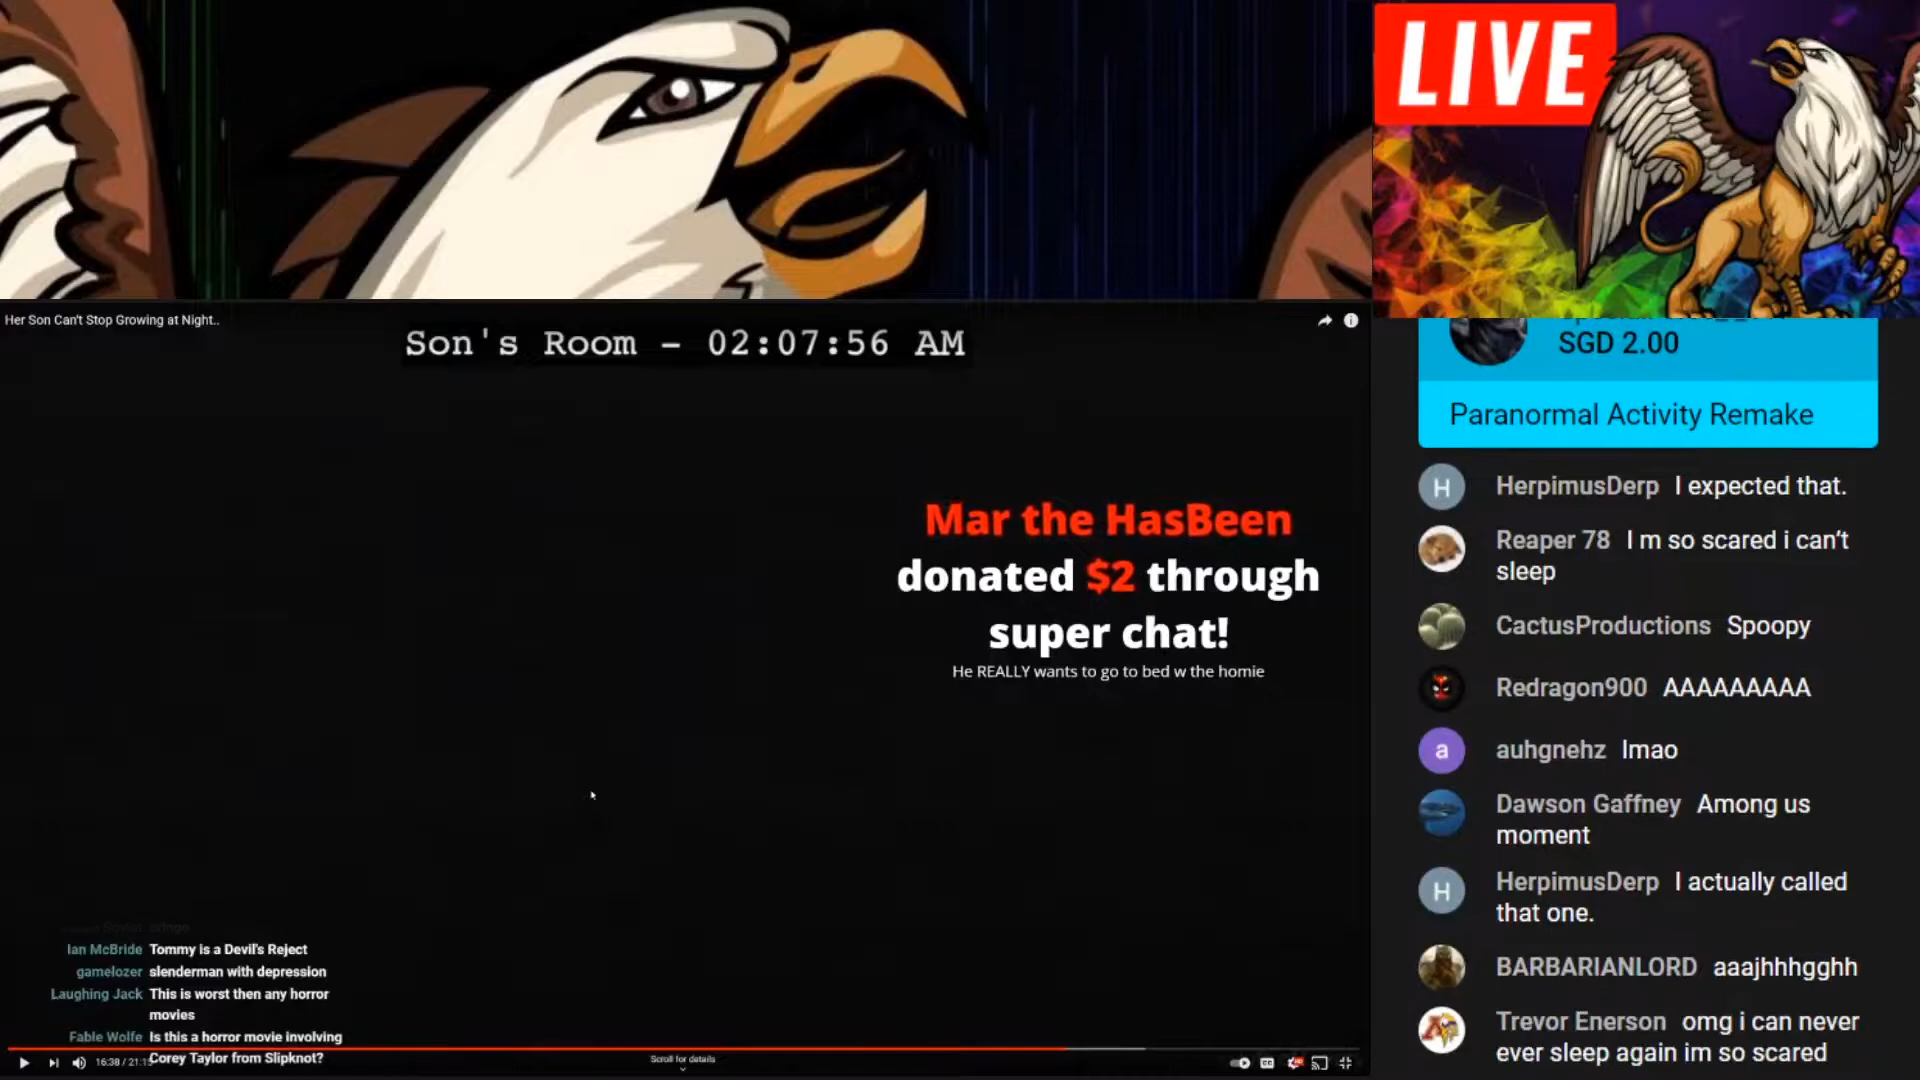 LIVE
Her Son Can't Stop Growing at Night..
Son's Room - 02:07:56 AM
Mar the HasBeen
donated $2 through
super chat!
He REALLY wants to go to bed w the homie
Ian McBride Tommy is a Devil's Reject
gamelozer slenderman with depression
Laughing Jack This is worst then any horror
movies
Fable Wolfe Is this a horror movie involving
Corey Taylor from Slipknot?
16:38 / 21:15
Scroll for details
SGD 2.00
Paranormal Activity Remake
H HerpimusDerp I expected that.
Reaper 78 I m so scared i can't
sleep
CactusProductions Spoopy
Redragon900 AAAAAAAAA
a auhgnehz lmao
Dawson Gaffney Among us
moment
H HerpimusDerp I actually called
that one.
BARBARIANLORD aaajhhhgghh
Trevor Enerson omg i can never
ever sleep again im so scared